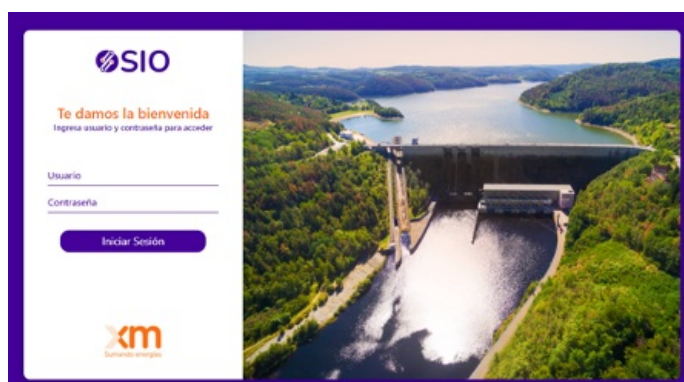 SIO
Te damos la bienvenida
Ingresa usuario y contraseña para acceder
Usuario
Contraseña
Iniciar Sesión
xm
Sumando energías